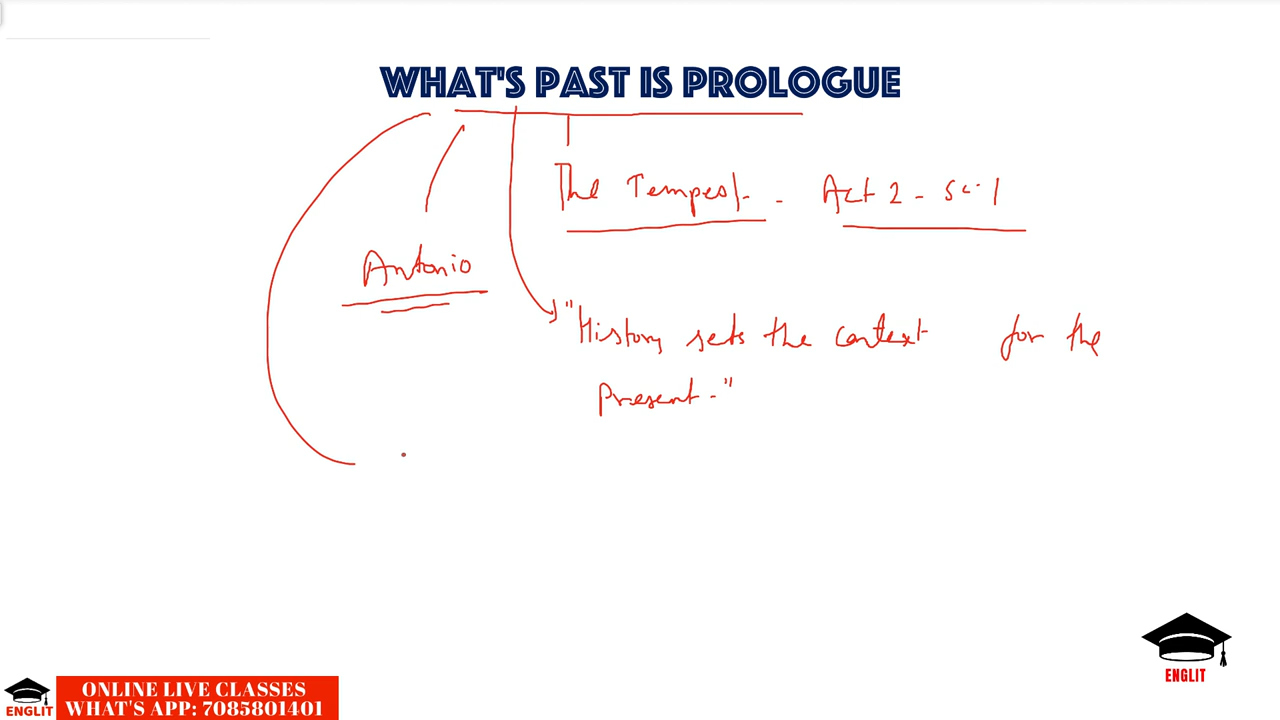 WHAT'S PAST IS PROLOGUE
The Tempest. Act 2 - Sc. 1
Antonio
"History sets the context for the
Present."
ENGLIT
ENGLIT
ONLINE LIVE CLASSES
WHAT'S APP: 7085801401